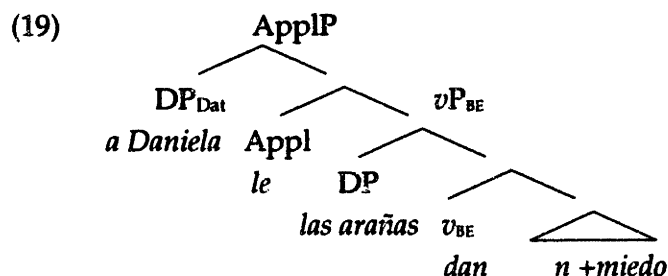 (19) ApplP
DP_Dat vP_BE
a Daniela Appl
le DP
las arañas v_BE
dan n +miedo